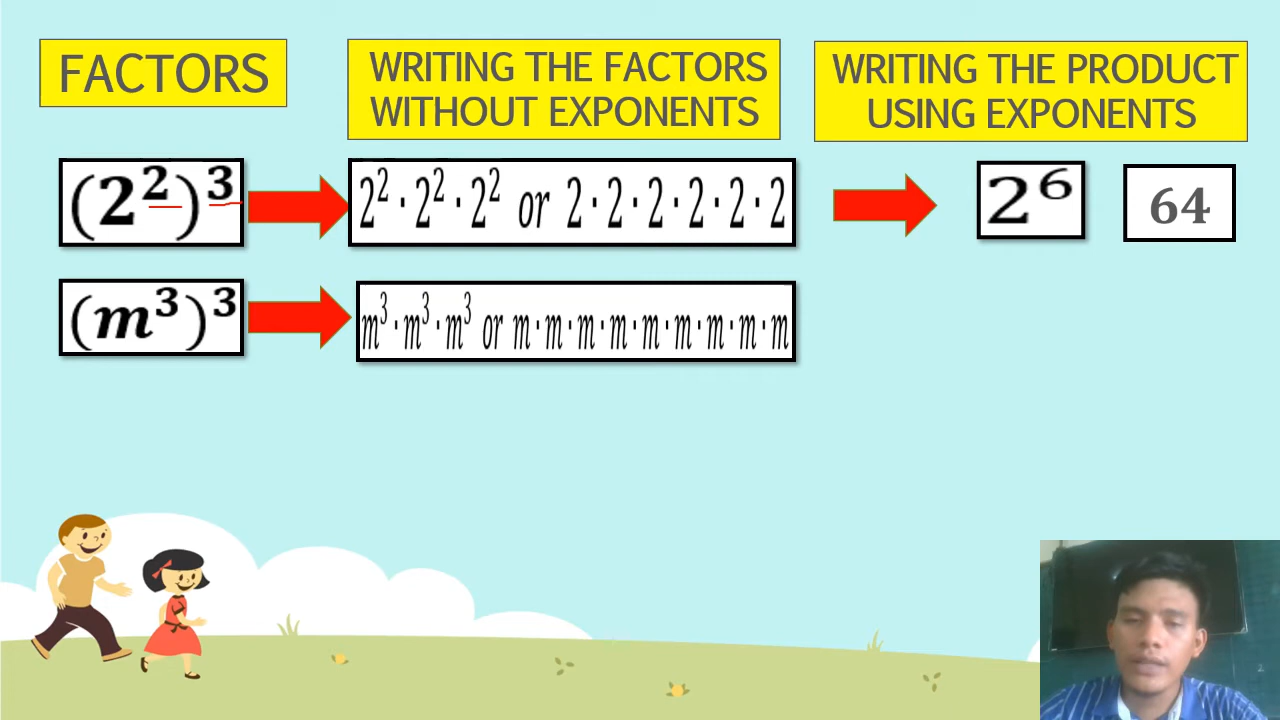 FACTORS
WRITING THE FACTORS
WITHOUT EXPONENTS
WRITING THE PRODUCT
USING EXPONENTS
(2²)³
2² · 2² · 2² or 2 · 2 · 2 · 2 · 2 · 2
2⁶
64
(m³)³
m³ · m³ · m³ or m · m · m · m · m · m · m · m · m